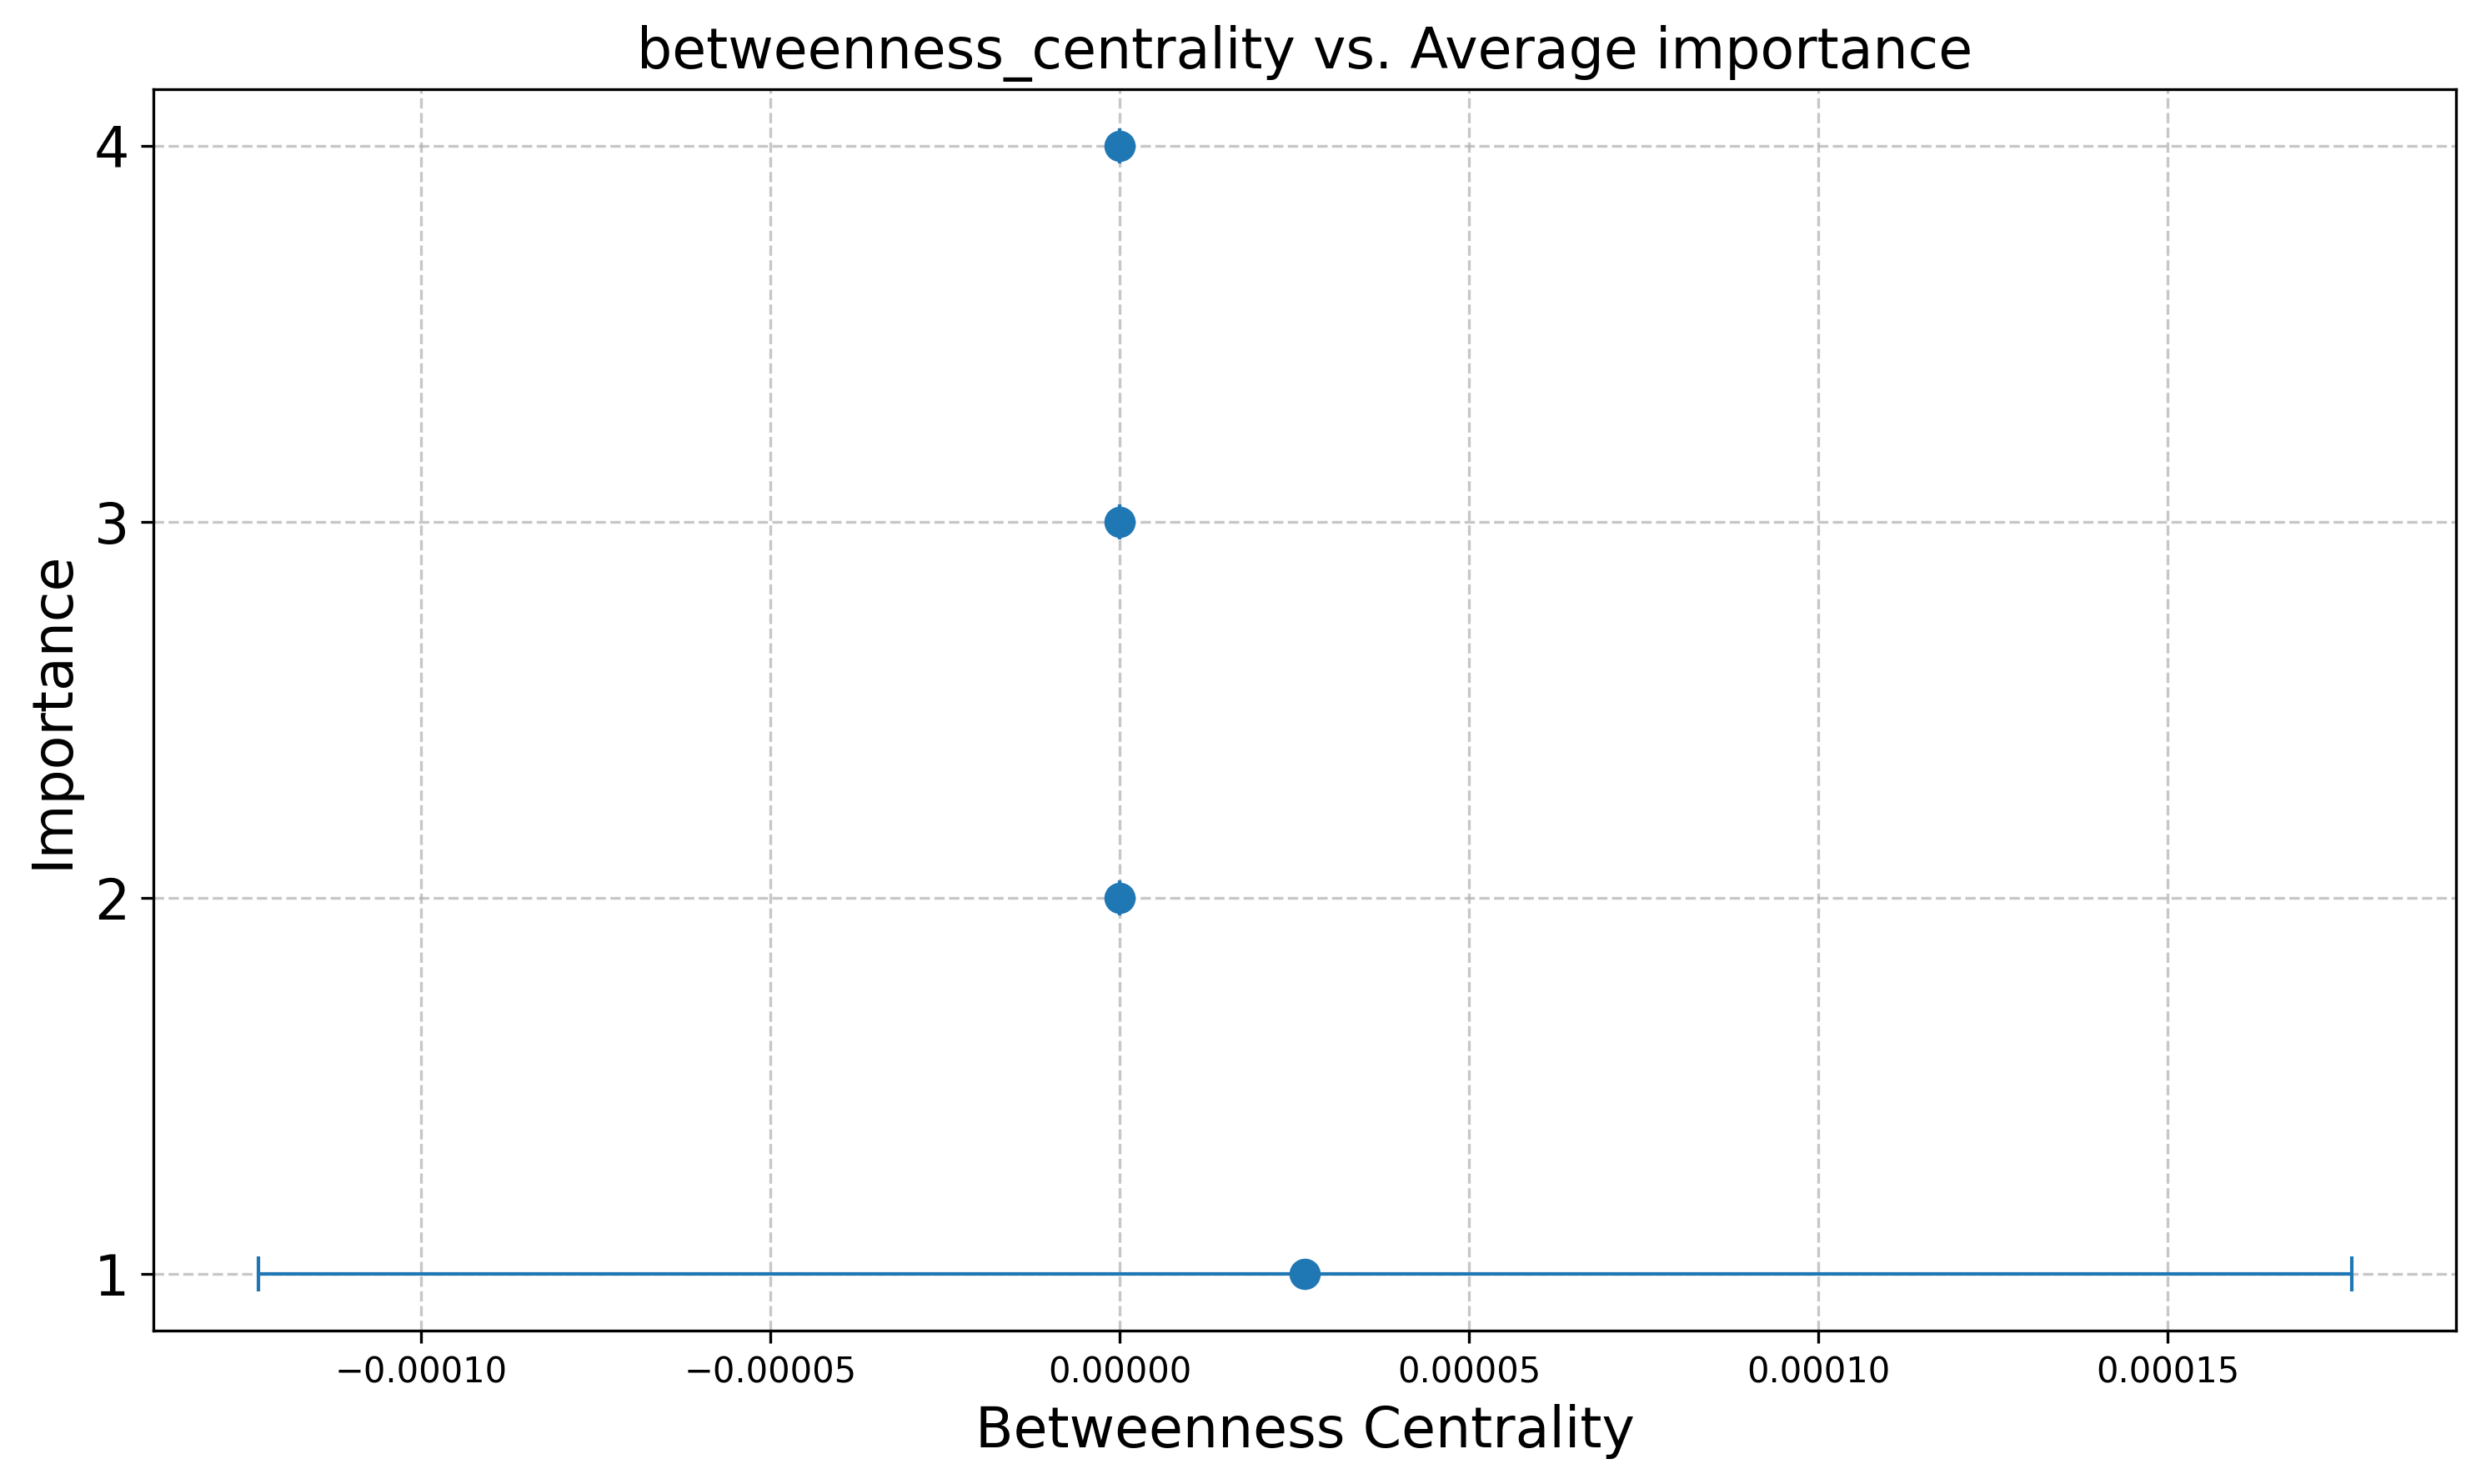 betweenness_centrality vs. Average importance
4
3
2
1
Importance
−0.00010 −0.00005 0.00000 0.00005 0.00010 0.00015
Betweenness Centrality